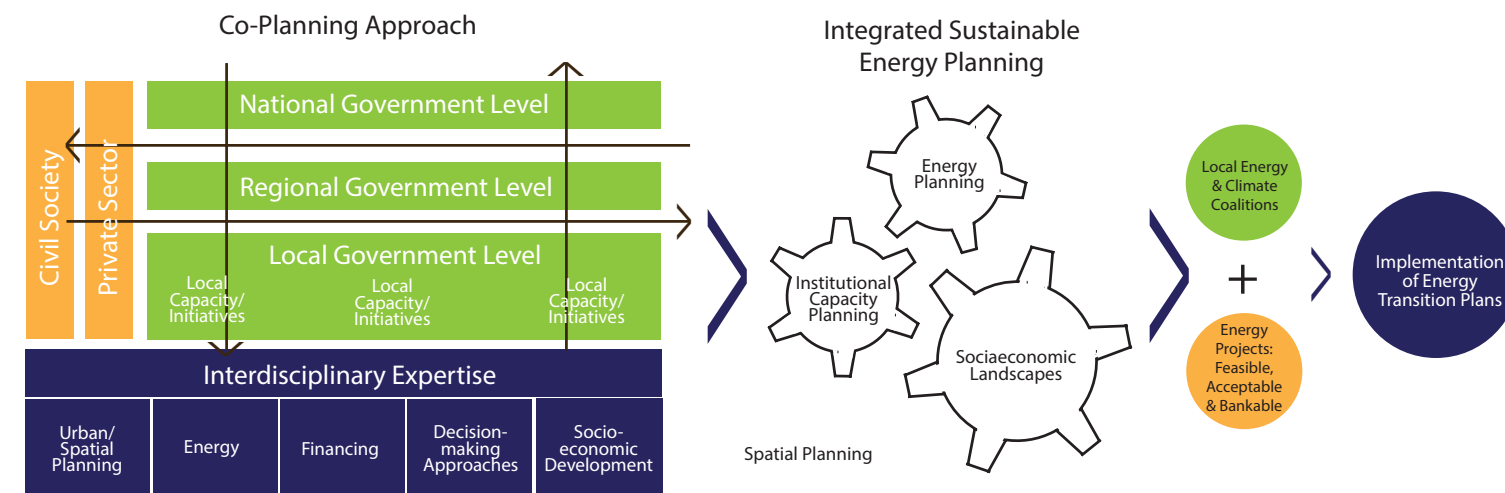 Co-Planning Approach
Civil Society
Private Sector
National Government Level
Regional Government Level
Local Government Level
Local
Capacity/
Initiatives
Local
Capacity/
Initiatives
Local
Capacity/
Initiatives
Interdisciplinary Expertise
Urban/
Spatial
Planning
Energy
Financing
Decision-
making
Approaches
Socio-
economic
Development
Integrated Sustainable
Energy Planning
Energy
Planning
Institutional
Capacity
Planning
Sociaeconomic
Landscapes
Spatial Planning
Local Energy
& Climate
Coalitions
+
Energy
Projects:
Feasible,
Acceptable
& Bankable
Implementation
of Energy
Transition Plans